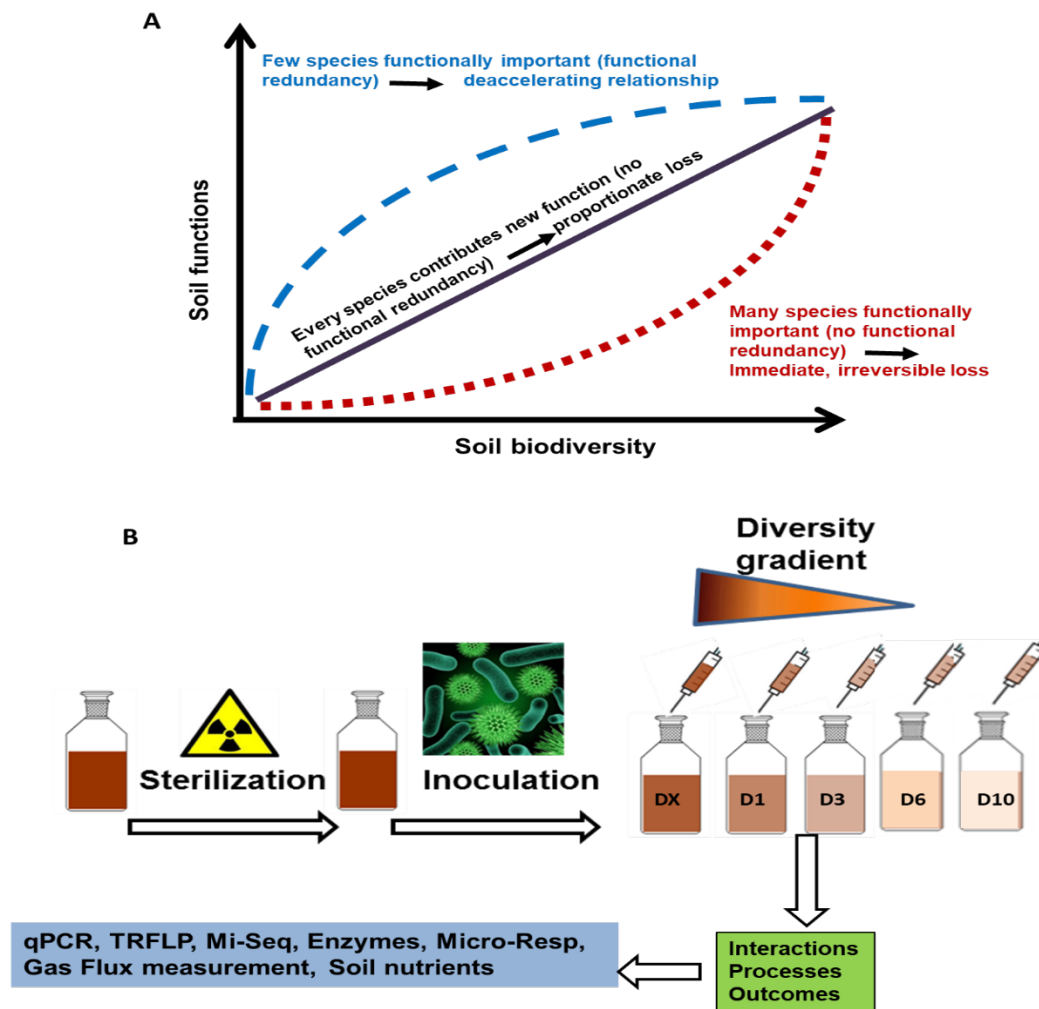 A
Few species functionally important (functional
redundancy) deaccelerating relationship
Every species contributes new function (no
functional redundancy) proportionate loss
Many species functionally
important (no functional
redundancy)
Immediate, irreversible loss
Soil functions
Soil biodiversity
B
Diversity
gradient
Sterilization
Inoculation
DX
D1
D3
D6
D10
qPCR, TRFLP, Mi-Seq, Enzymes, Micro-Resp,
Gas Flux measurement, Soil nutrients
Interactions
Processes
Outcomes